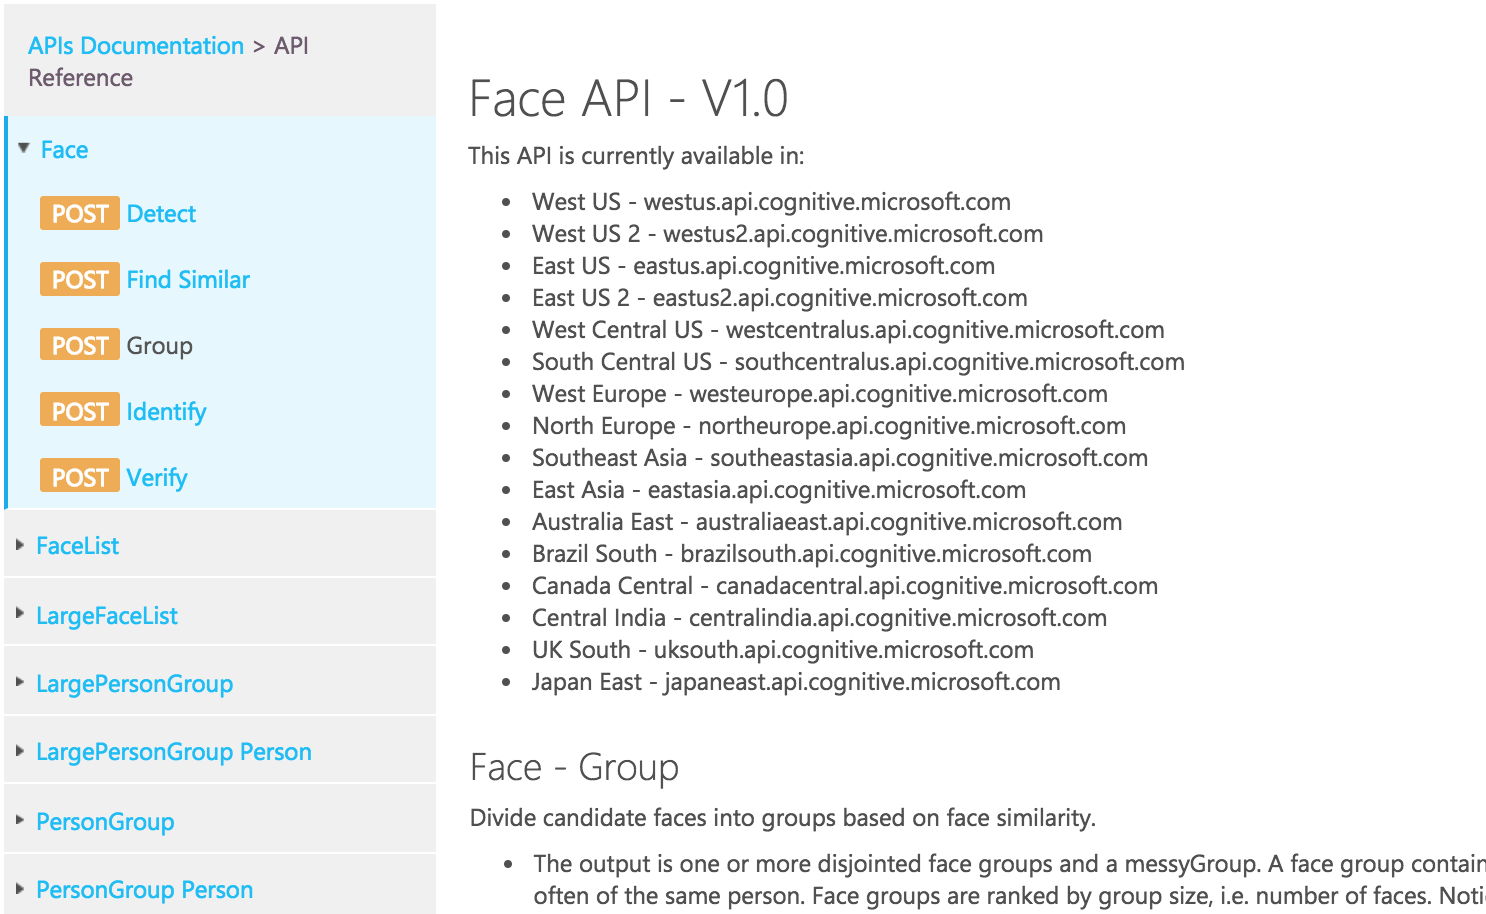 APIs Documentation > API
Reference
Face
POST Detect
POST Find Similar
POST Group
POST Identify
POST Verify
FaceList
LargeFaceList
LargePersonGroup
LargePersonGroup Person
PersonGroup
PersonGroup Person
Face API - V1.0
This API is currently available in:
• West US - westus.api.cognitive.microsoft.com
• West US 2 - westus2.api.cognitive.microsoft.com
• East US - eastus.api.cognitive.microsoft.com
• East US 2 - eastus2.api.cognitive.microsoft.com
• West Central US - westcentralus.api.cognitive.microsoft.com
• South Central US - southcentralus.api.cognitive.microsoft.com
• West Europe - westeurope.api.cognitive.microsoft.com
• North Europe - northeurope.api.cognitive.microsoft.com
• Southeast Asia - southeastasia.api.cognitive.microsoft.com
• East Asia - eastasia.api.cognitive.microsoft.com
• Australia East - australiaeast.api.cognitive.microsoft.com
• Brazil South - brazilsouth.api.cognitive.microsoft.com
• Canada Central - canadacentral.api.cognitive.microsoft.com
• Central India - centralindia.api.cognitive.microsoft.com
• UK South - uksouth.api.cognitive.microsoft.com
• Japan East - japaneast.api.cognitive.microsoft.com
Face - Group
Divide candidate faces into groups based on face similarity.
• The output is one or more disjointed face groups and a messyGroup. A face group contain
often of the same person. Face groups are ranked by group size, i.e. number of faces. Noti